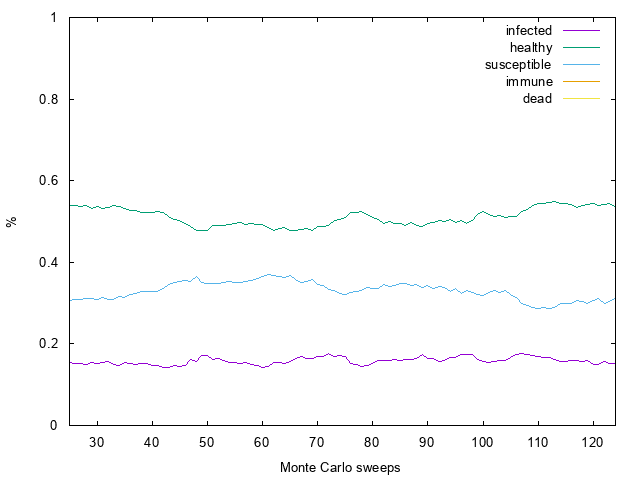 1
infected
healthy
susceptible
immune
dead
0.8
0.6
%
0.4
0.2
0
30 40 50 60 70 80 90 100 110 120
Monte Carlo sweeps